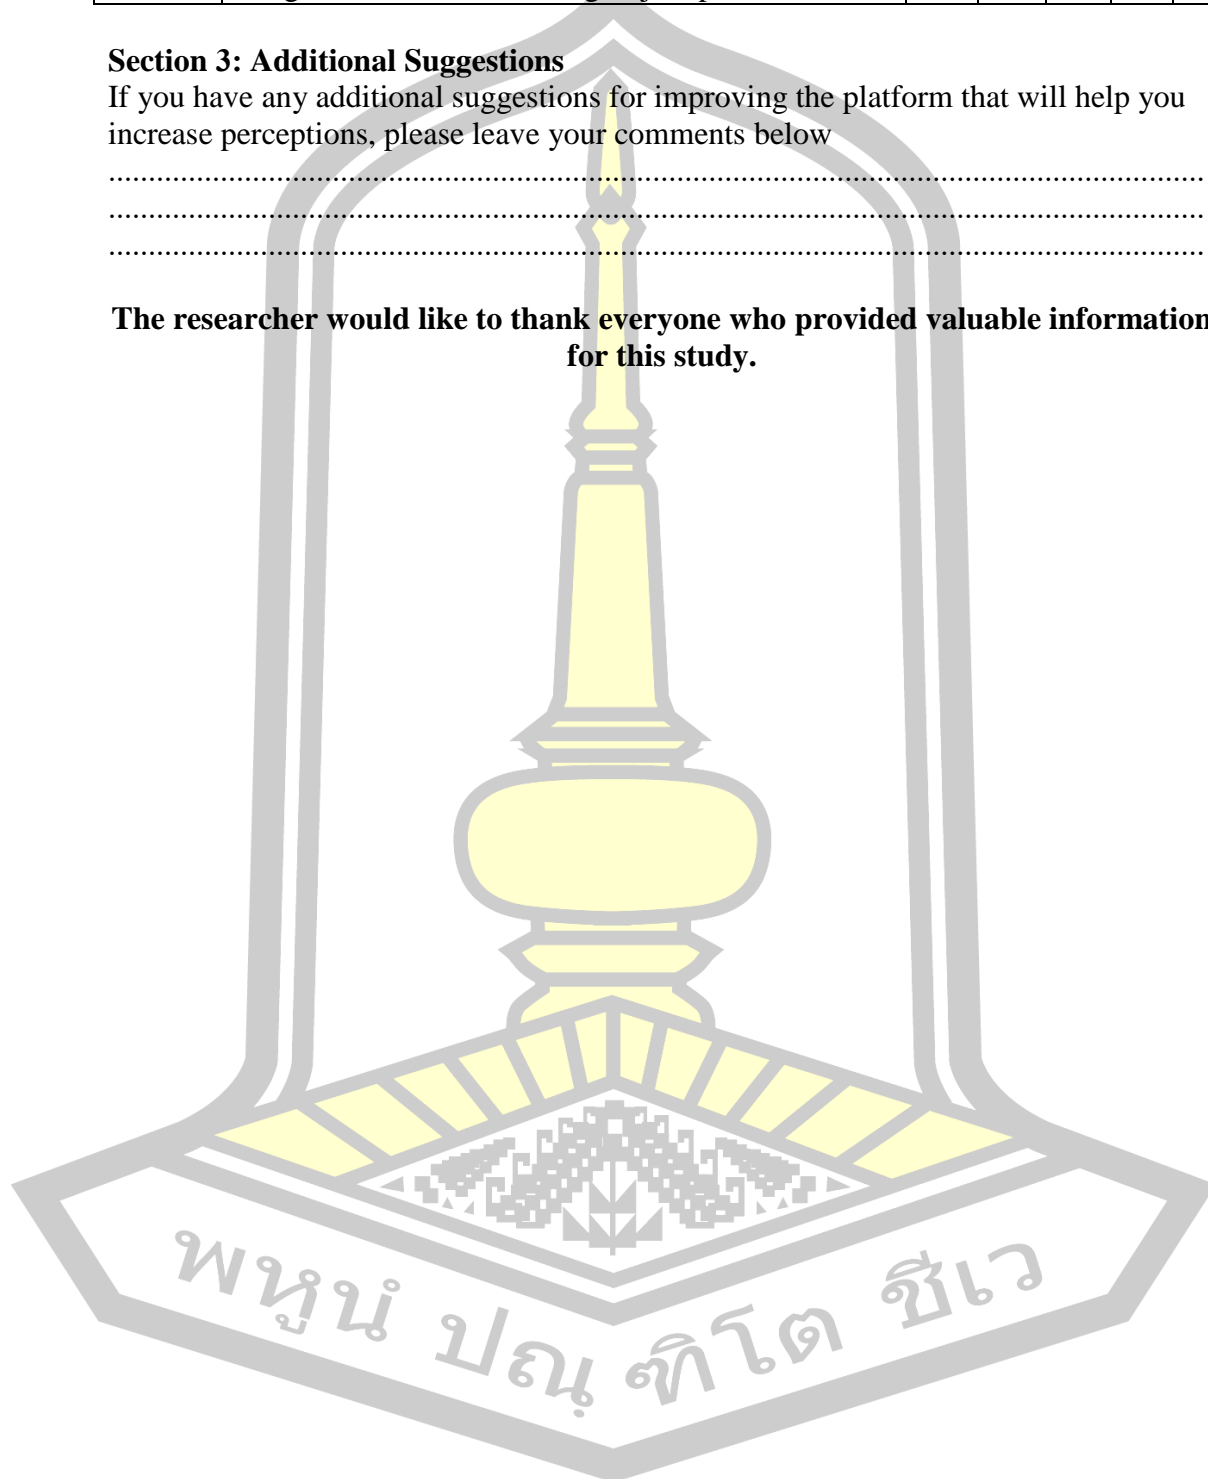 Section 3: Additional Suggestions
If you have any additional suggestions for improving the platform that will help you
increase perceptions, please leave your comments below
..........................................................................................................................................
..........................................................................................................................................
..........................................................................................................................................
The researcher would like to thank everyone who provided valuable information
for this study.
พหูนํ ปณฺฑิโต ชีเว